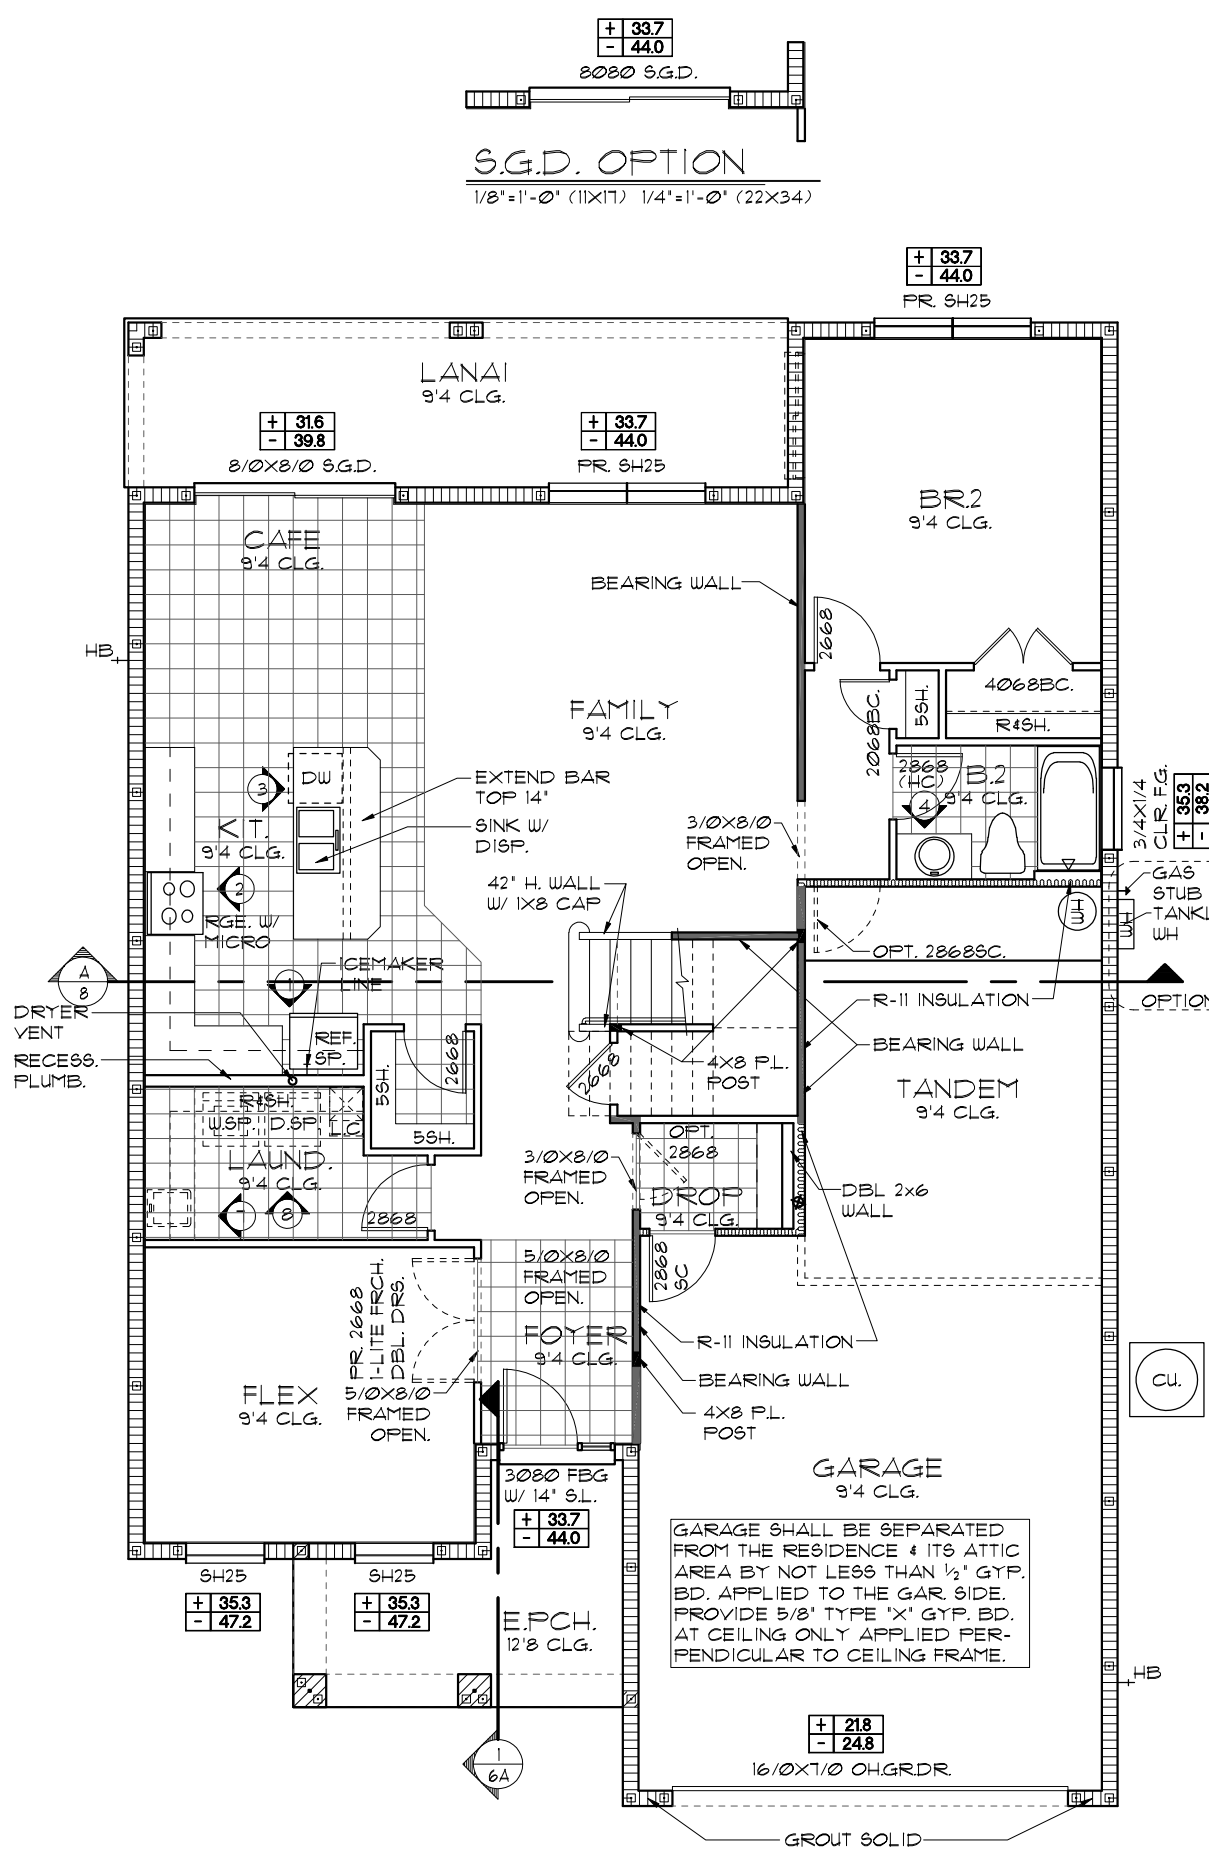 + 33.7
- 44.0
8080 S.G.D.
S.G.D. OPTION
1/8"=1'-0" (11X17) 1/4"=1'-0" (22X34)
+ 33.7
- 44.0
PR. SH25
LANAI
9'4 CLG.
+ 31.6
- 39.8
8/0X8/0 S.G.D.
+ 33.7
- 44.0
PR. SH25
BR.2
9'4 CLG.
CAFE
9'4 CLG.
BEARING WALL
2668
HB
4068BC.
R&SH.
5SH.
2068BC.
FAMILY
9'4 CLG.
2868
(HC)
B.2
9'4 CLG.
4
3/4X1/4
CLR. F.G.
+ 35.3
- 38.2
DW
3
EXTEND BAR
TOP 14"
SINK W/
DISP.
KIT.
9'4 CLG.
3/0X8/0
FRAMED
OPEN.
2
RGE. W/
MICRO
42" H. WALL
W/ 1X8 CAP
GAS
STUB
TANKL
WH
WH
OPT. 2868SC.
ICEMAKER
LINE
A
8
1
R-11 INSULATION
OPTION
DRYER
VENT
RECESS.
PLUMB.
REF.
SP.
2668
5SH.
5SH.
2668
4X8 P.L.
POST
BEARING WALL
TANDEM
9'4 CLG.
R&SH.
W.SP.
D.SP
L.C.
LAUND.
9'4 CLG.
7
8
2868
3/0X8/0
FRAMED
OPEN.
OPT.
2868
DROP
9'4 CLG.
DBL 2x6
WALL
5/0X8/0
FRAMED
OPEN.
2868
SC
PR. 2668
1-LITE FRCH.
DBL. DRS.
FOYER
9'4 CLG.
R-11 INSULATION
BEARING WALL
4X8 P.L.
POST
FLEX
9'4 CLG.
5/0X8/0
FRAMED
OPEN.
CU.
3080 FBG
W/ 14" S.L.
+ 33.7
- 44.0
GARAGE
9'4 CLG.
GARAGE SHALL BE SEPARATED
FROM THE RESIDENCE & ITS ATTIC
AREA BY NOT LESS THAN 1/2" GYP.
BD. APPLIED TO THE GAR. SIDE.
PROVIDE 5/8" TYPE "X" GYP. BD.
AT CEILING ONLY APPLIED PER-
PENDICULAR TO CEILING FRAME.
SH25
+ 35.3
- 47.2
SH25
+ 35.3
- 47.2
E.PCH.
12'8 CLG.
HB
+ 21.8
- 24.8
16/0X7/0 OH.GR.DR.
1
6A
GROUT SOLID